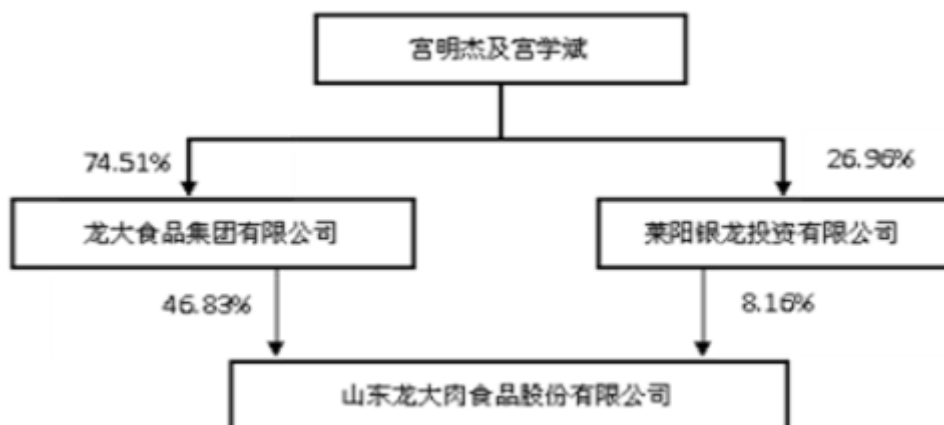 宫明杰及宫学斌
74.51%
26.96%
龙大食品集团有限公司
莱阳银龙投资有限公司
46.83%
8.16%
山东龙大肉食品股份有限公司